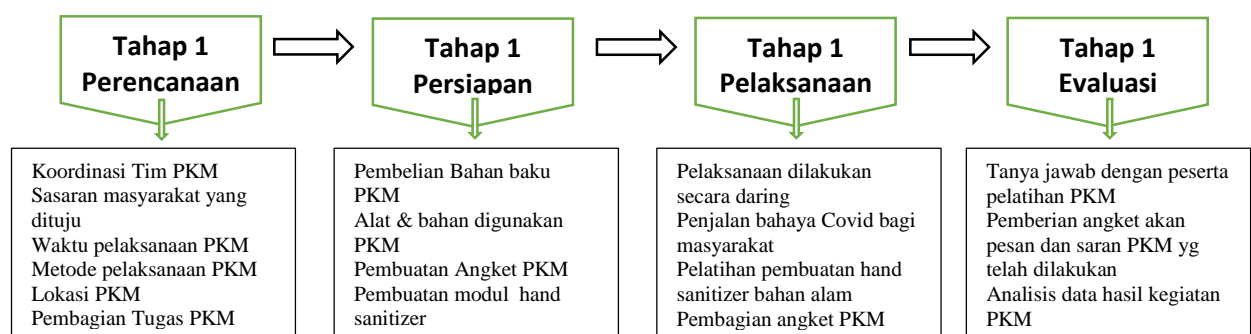 Tahap 1
Perencanaan
Tahap 1
Persiapan
Tahap 1
Pelaksanaan
Tahap 1
Evaluasi
Koordinasi Tim PKM
Sasaran masyarakat yang
dituju
Waktu pelaksanaan PKM
Metode pelaksanaan PKM
Lokasi PKM
Pembagian Tugas PKM
Pembelian Bahan baku
PKM
Alat & bahan digunakan
PKM
Pembuatan Angket PKM
Pembuatan modul hand
sanitizer
Pelaksanaan dilakukan
secara daring
Penjalan bahaya Covid bagi
masyarakat
Pelatihan pembuatan hand
sanitizer bahan alam
Pembagian angket PKM
Tanya jawab dengan peserta
pelatihan PKM
Pemberian angket akan
pesan dan saran PKM yg
telah dilakukan
Analisis data hasil kegiatan
PKM